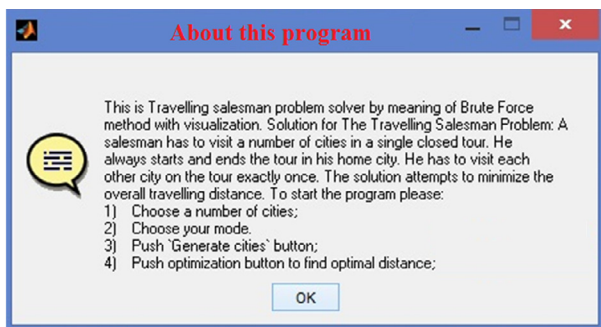 About this program
This is Travelling salesman problem solver by meaning of Brute Force
method with visualization. Solution for The Travelling Salesman Problem: A
salesman has to visit a number of cities in a single closed tour. He
always starts and ends the tour in his home city. He has to visit each
other city on the tour exactly once. The solution attempts to minimize the
overall travelling distance. To start the program please:
1) Choose a number of cities;
2) Choose your mode.
3) Push `Generate cities` button;
4) Push optimization button to find optimal distance;
OK